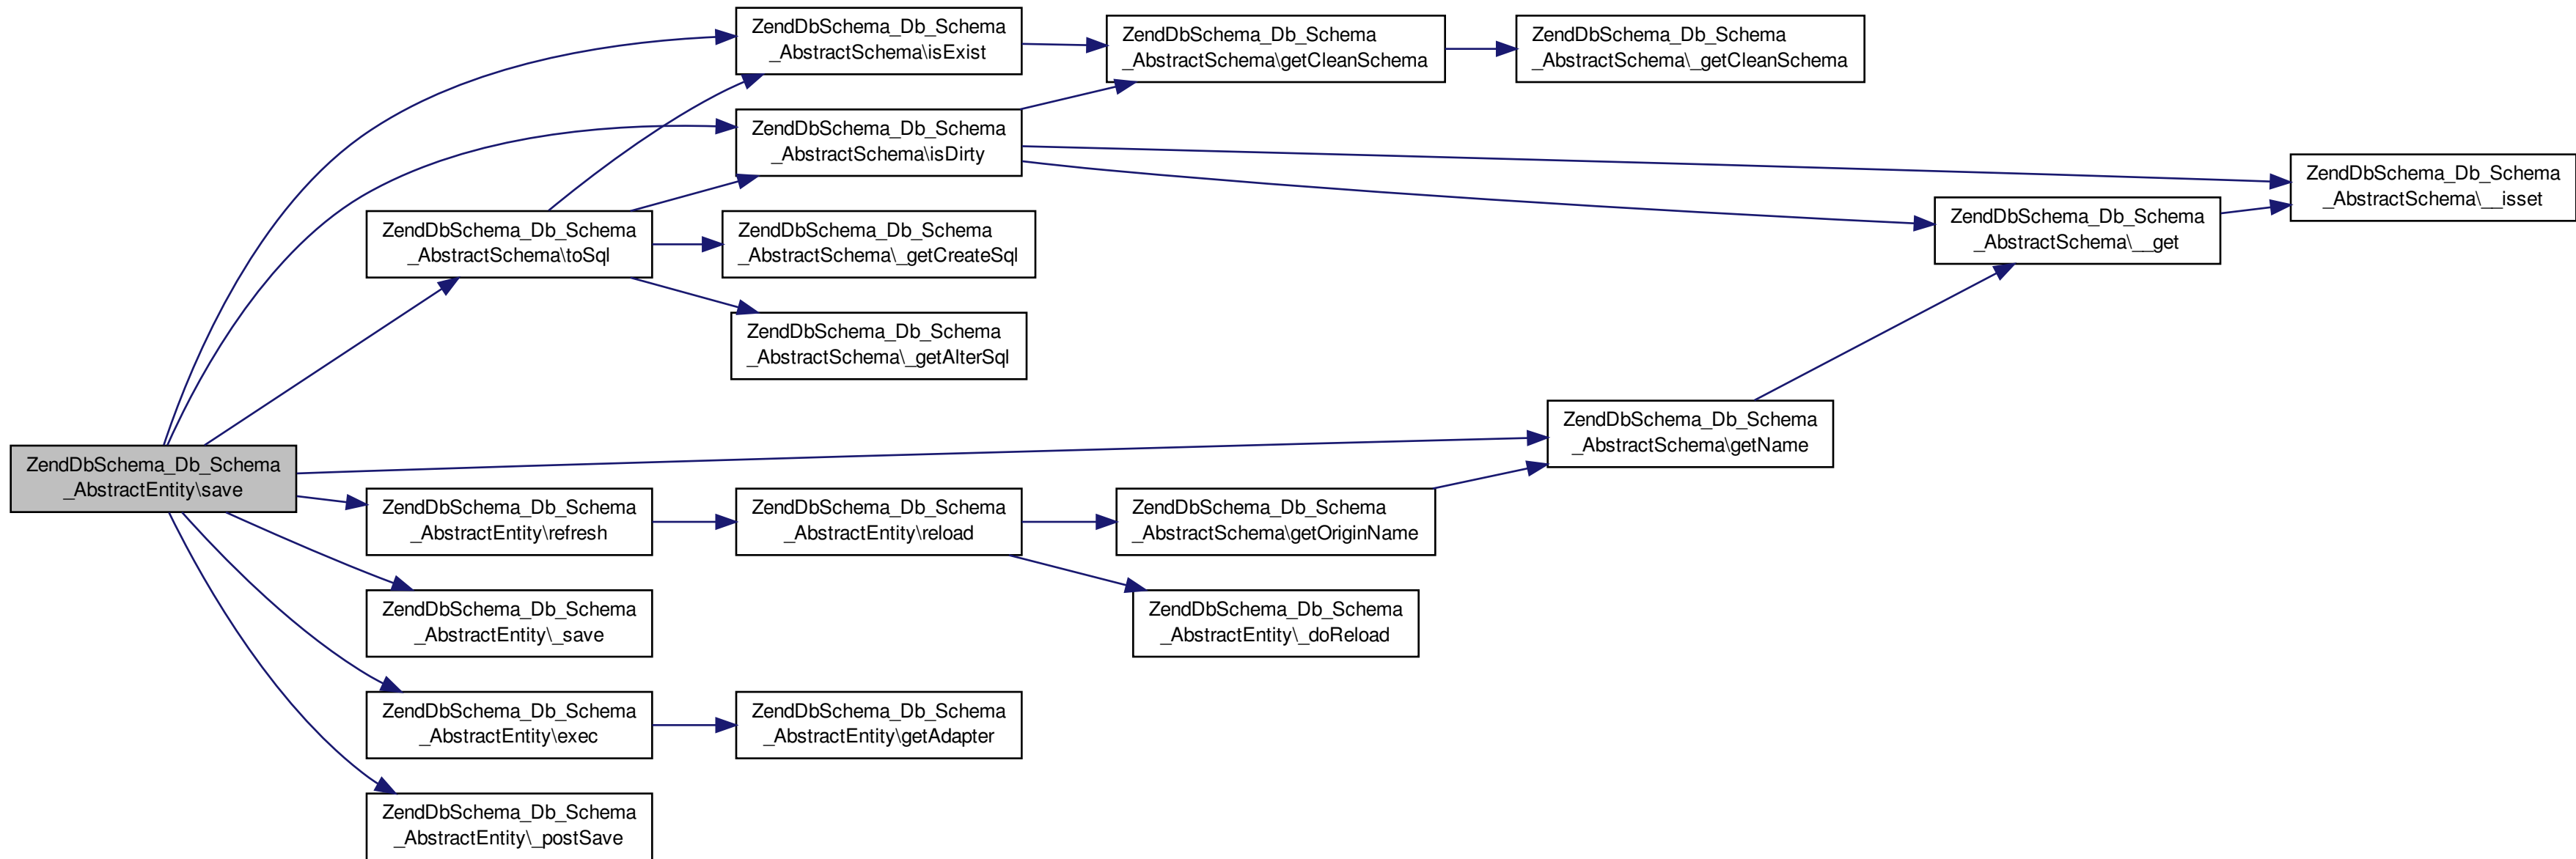 ZendDbSchema_Db_Schema
_AbstractSchema\isExist
ZendDbSchema_Db_Schema
_AbstractSchema\getCleanSchema
ZendDbSchema_Db_Schema
_AbstractSchema\_getCleanSchema
ZendDbSchema_Db_Schema
_AbstractSchema\isDirty
ZendDbSchema_Db_Schema
_AbstractSchema\__isset
ZendDbSchema_Db_Schema
_AbstractSchema\toSql
ZendDbSchema_Db_Schema
_AbstractSchema\_getCreateSql
ZendDbSchema_Db_Schema
_AbstractSchema\__get
ZendDbSchema_Db_Schema
_AbstractSchema\_getAlterSql
ZendDbSchema_Db_Schema
_AbstractSchema\getName
ZendDbSchema_Db_Schema
_AbstractEntity\save
ZendDbSchema_Db_Schema
_AbstractEntity\refresh
ZendDbSchema_Db_Schema
_AbstractEntity\reload
ZendDbSchema_Db_Schema
_AbstractSchema\getOriginName
ZendDbSchema_Db_Schema
_AbstractEntity\_save
ZendDbSchema_Db_Schema
_AbstractEntity\_doReload
ZendDbSchema_Db_Schema
_AbstractEntity\exec
ZendDbSchema_Db_Schema
_AbstractEntity\getAdapter
ZendDbSchema_Db_Schema
_AbstractEntity\_postSave